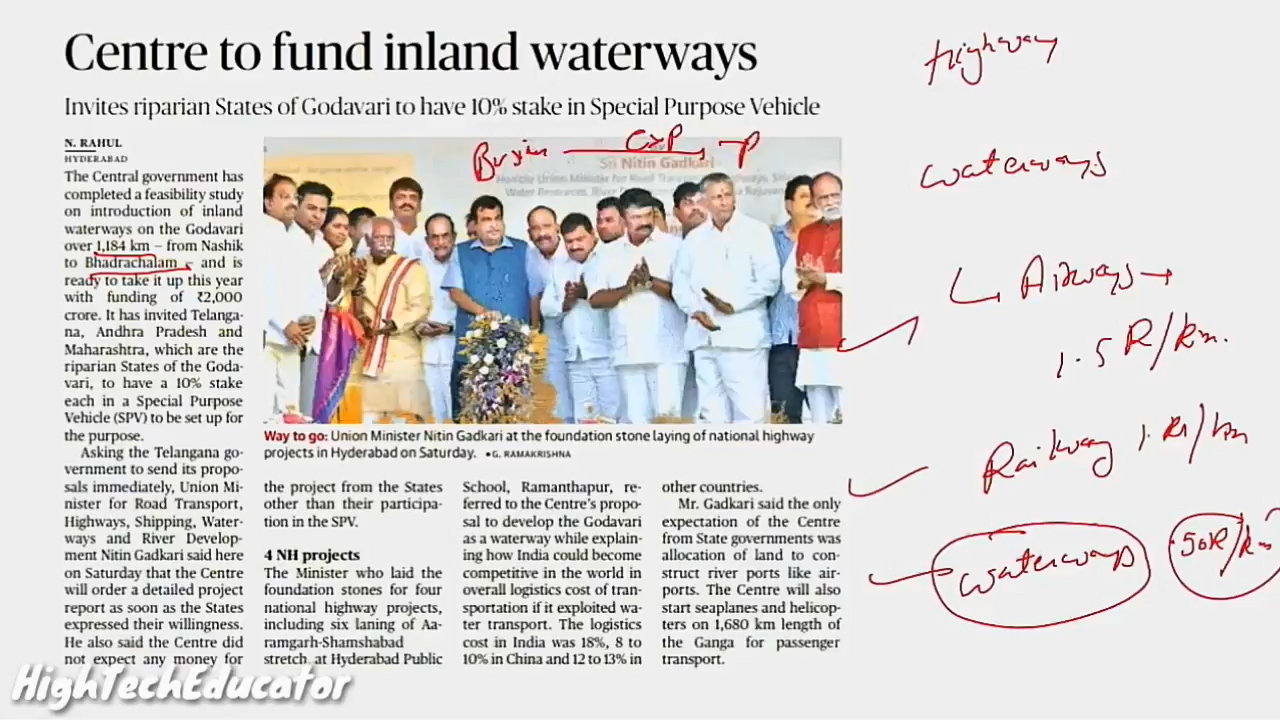 Centre to fund inland waterways
Invites riparian States of Godavari to have 10% stake in Special Purpose Vehicle
N. RAHUL
HYDERABAD
The Central government has
completed a feasibility study
on introduction of inland
waterways on the Godavari
over 1,184 km – from Nashik
to Bhadrachalam – and is
ready to take it up this year
with funding of ₹2,000
crore. It has invited Telanga-
na, Andhra Pradesh and
Maharashtra, which are the
riparian States of the Goda-
vari, to have a 10% stake
each in a Special Purpose
Vehicle (SPV) to be set up for
the purpose.
Asking the Telangana go-
vernment to send its propo-
sals immediately, Union Mi-
nister for Road Transport,
Highways, Shipping, Water-
ways and River Develop-
ment Nitin Gadkari said here
on Saturday that the Centre
will order a detailed project
report as soon as the States
expressed their willingness.
He also said the Centre did
not expect any money for
Sri Nitin Gadkari
Way to go: Union Minister Nitin Gadkari at the foundation stone laying of national highway
projects in Hyderabad on Saturday. •G. RAMAKRISHNA
the project from the States
other than their participa-
tion in the SPV.
4 NH projects
The Minister who laid the
foundation stones for four
national highway projects,
including six laning of Aa-
ramgarh-Shamshabad
stretch, at Hyderabad Public
School, Ramanthapur, re-
ferred to the Centre's propo-
sal to develop the Godavari
as a waterway while explain-
ing how India could become
competitive in the world in
overall logistics cost of tran-
sportation if it exploited wa-
ter transport. The logistics
cost in India was 18%, 8 to
10% in China and 12 to 13% in
other countries.
Mr. Gadkari said the only
expectation of the Centre
from State governments was
allocation of land to con-
struct river ports like air-
ports. The Centre will also
start seaplanes and helicop-
ters on 1,680 km length of
the Ganga for passenger
transport.
Highway
waterways
Airways
1.5 R/km.
Railway 1. R/km
waterways .50R/km
HighTechEducator